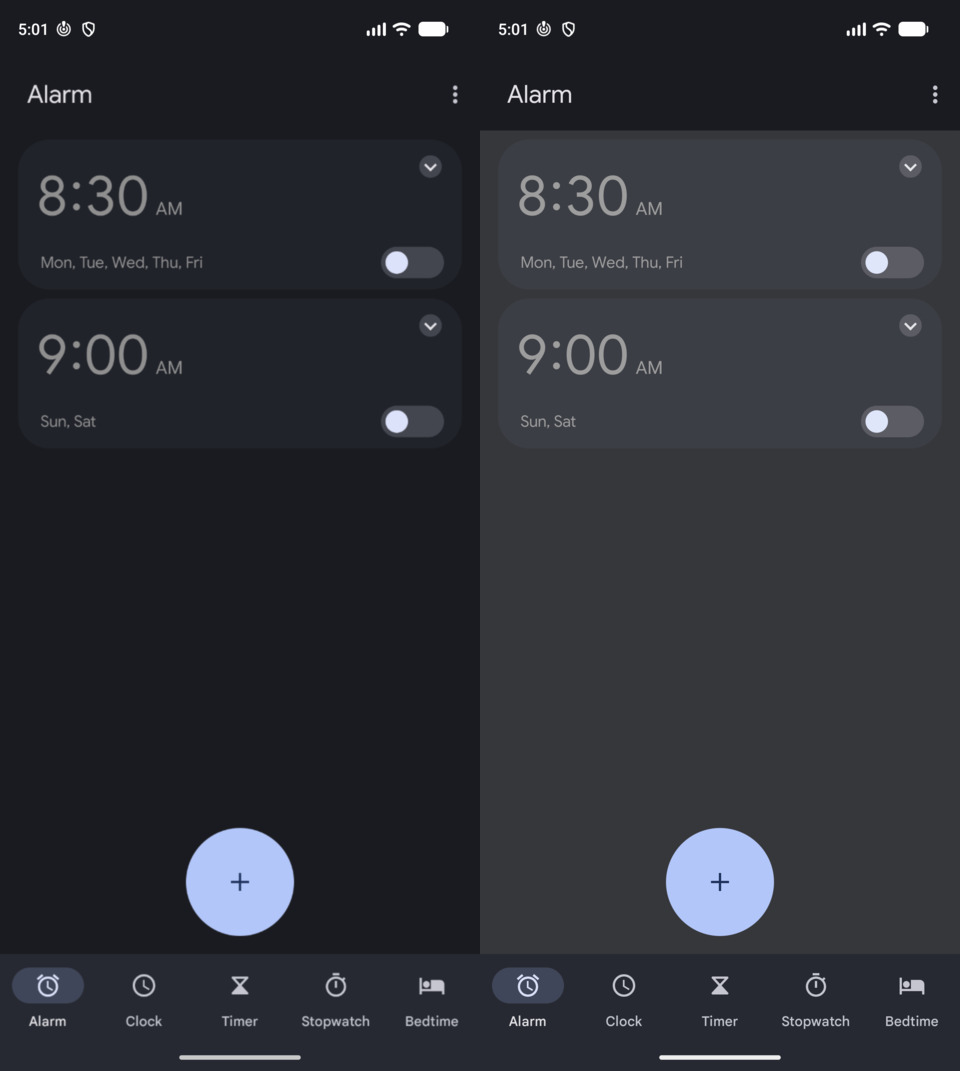 5:01
Alarm
8:30 AM
Mon, Tue, Wed, Thu, Fri
9:00 AM
Sun, Sat
Alarm Clock Timer Stopwatch Bedtime
5:01
Alarm
8:30 AM
Mon, Tue, Wed, Thu, Fri
9:00 AM
Sun, Sat
Alarm Clock Timer Stopwatch Bedtime